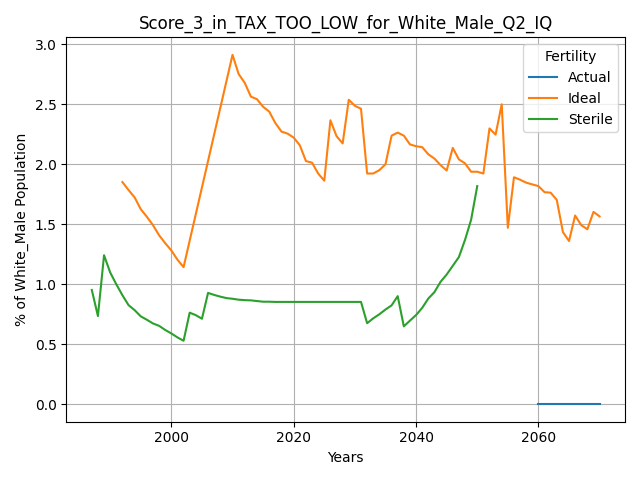 Score_3_in_TAX_TOO_LOW_for_White_Male_Q2_IQ
Fertility
Actual
Ideal
Sterile
% of White_Male Population
3.0
2.5
2.0
1.5
1.0
0.5
0.0
2000 2020 2040 2060
Years